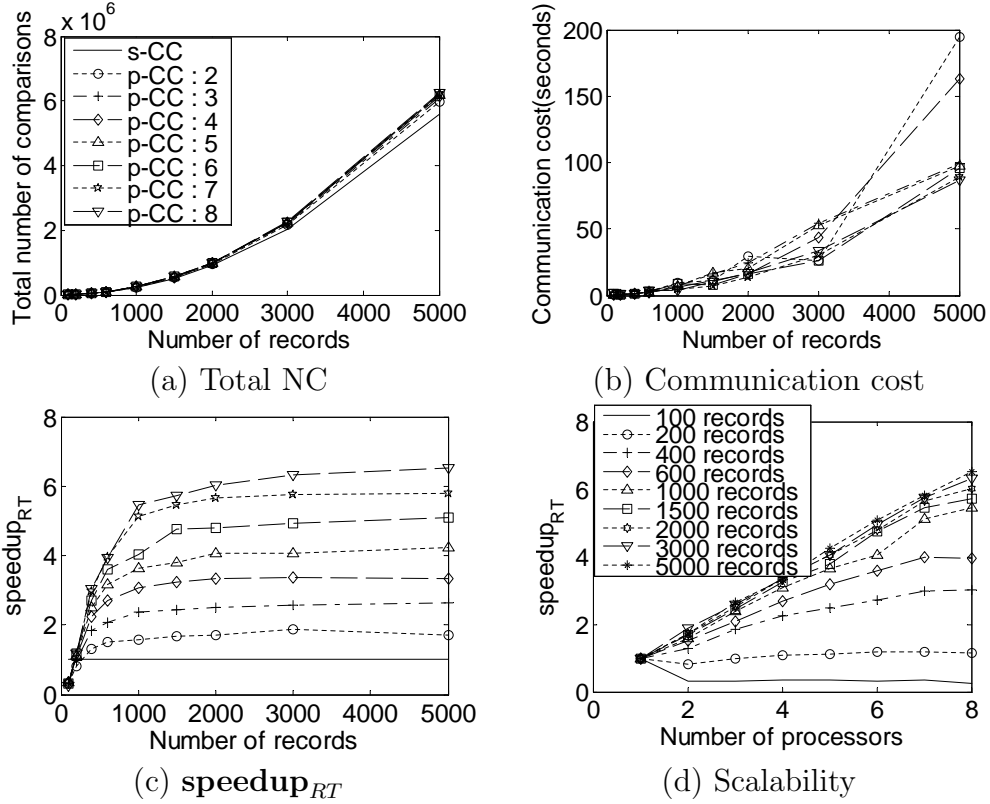 x 10^6
8
6
4
2
0
Total number of comparisons
s-CC
p-CC : 2
p-CC : 3
p-CC : 4
p-CC : 5
p-CC : 6
p-CC : 7
p-CC : 8
0 1000 2000 3000 4000 5000
Number of records
(a) Total NC
200
150
100
50
0
Communication cost(seconds)
0 1000 2000 3000 4000 5000
Number of records
(b) Communication cost
8
6
4
2
0
speedup_RT
0 1000 2000 3000 4000 5000
Number of records
(c) speedup_RT
8
6
4
2
0
speedup_RT
100 records
200 records
400 records
600 records
1000 records
1500 records
2000 records
3000 records
5000 records
0 2 4 6 8
Number of processors
(d) Scalability